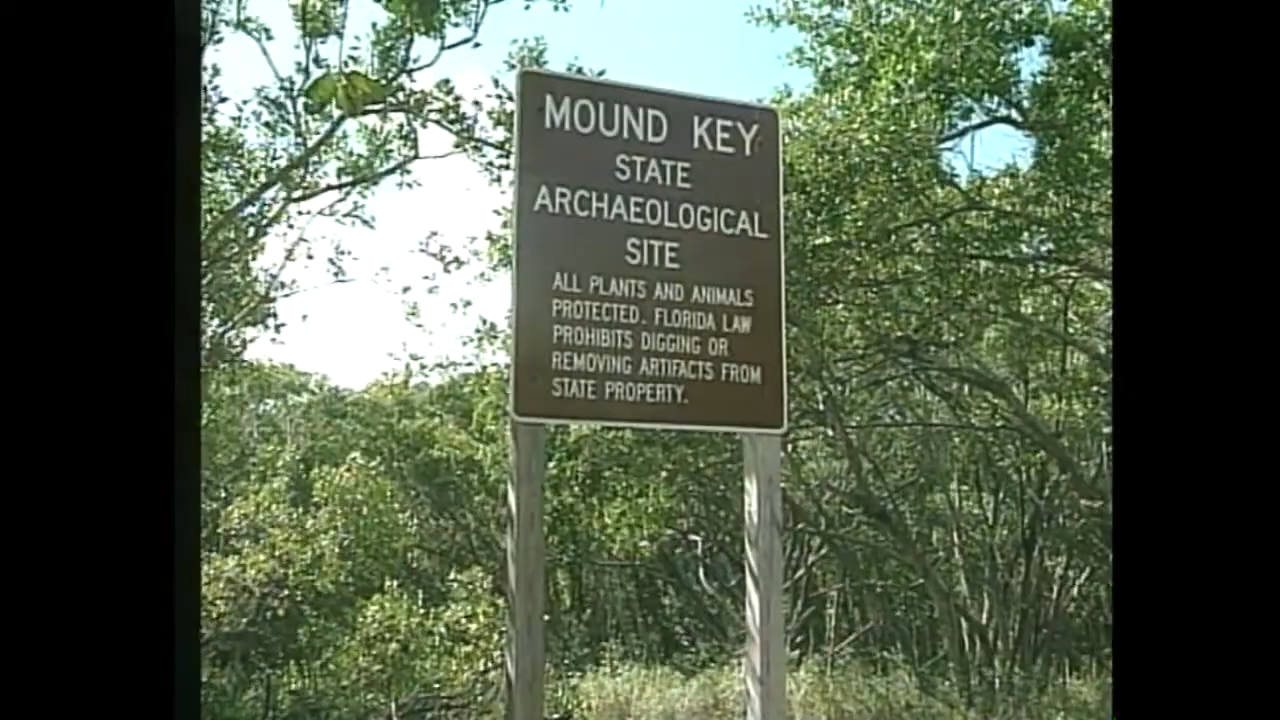 MOUND KEY
STATE
ARCHAEOLOGICAL
SITE
ALL PLANTS AND ANIMALS
PROTECTED. FLORIDA LAW
PROHIBITS DIGGING OR
REMOVING ARTIFACTS FROM
STATE PROPERTY.